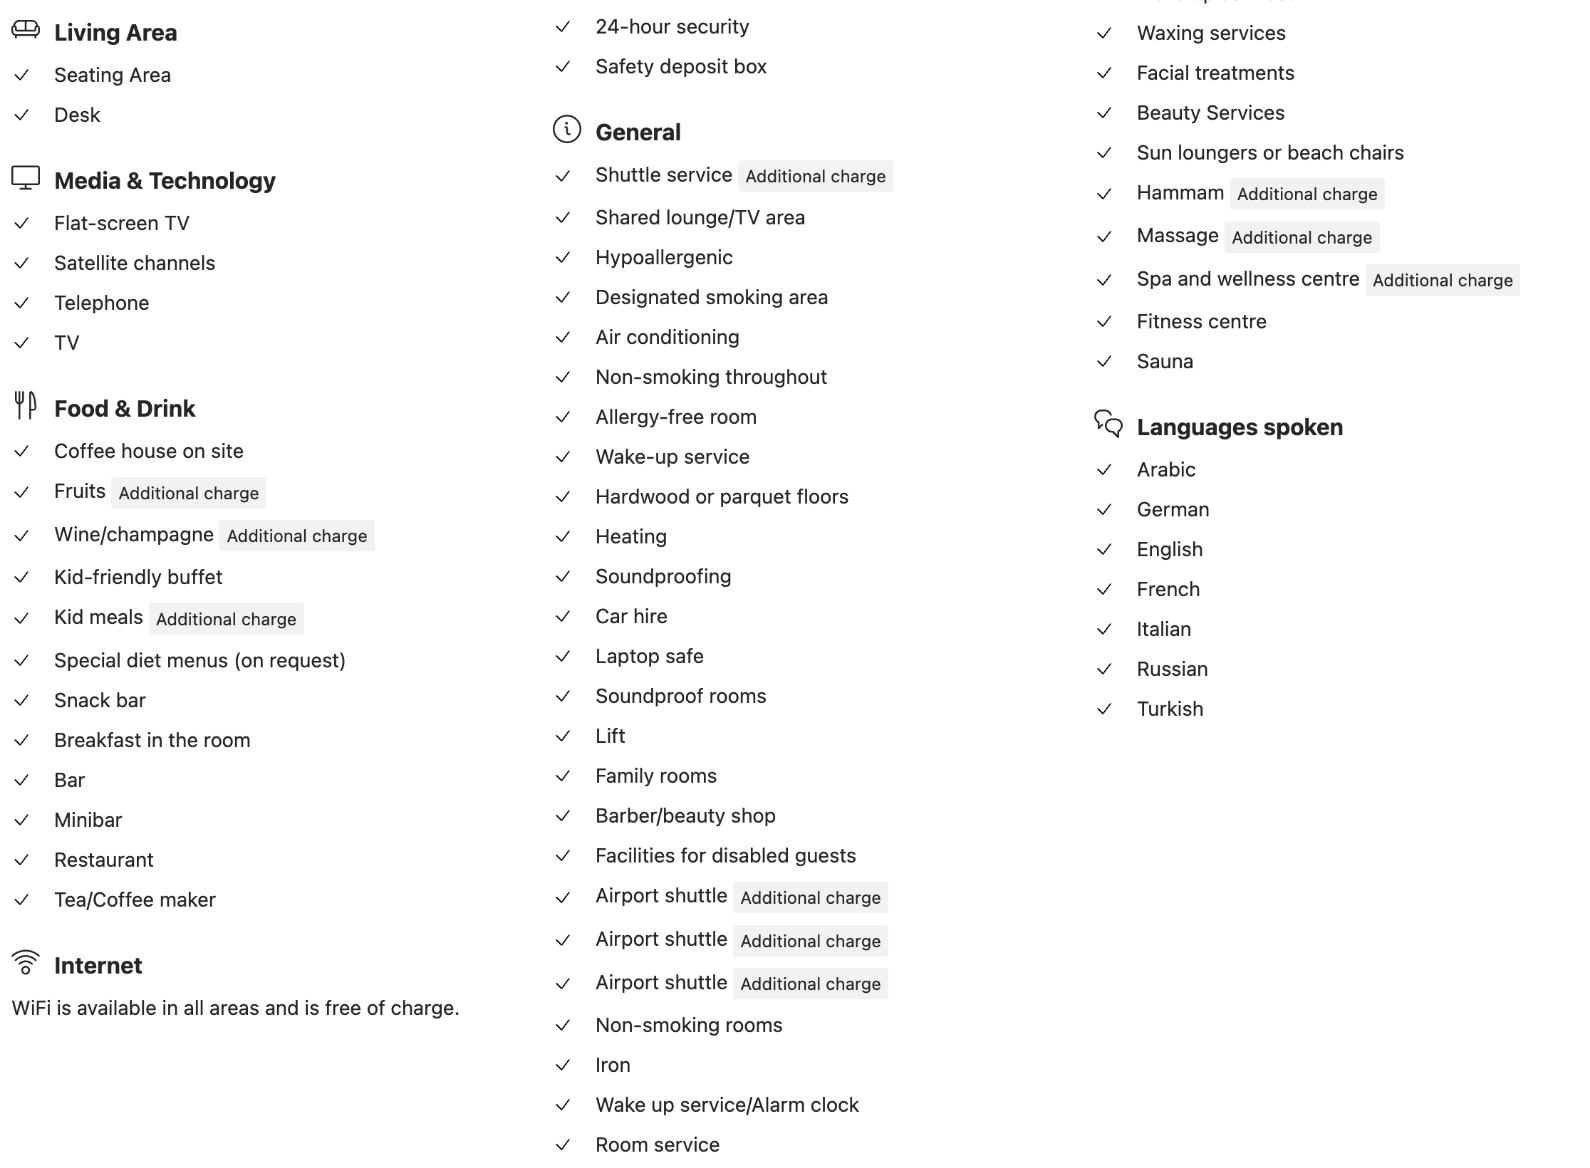 Living Area
Seating Area
Desk
Media & Technology
Flat-screen TV
Satellite channels
Telephone
TV
Food & Drink
Coffee house on site
Fruits Additional charge
Wine/champagne Additional charge
Kid-friendly buffet
Kid meals Additional charge
Special diet menus (on request)
Snack bar
Breakfast in the room
Bar
Minibar
Restaurant
Tea/Coffee maker
Internet
WiFi is available in all areas and is free of charge.
24-hour security
Safety deposit box
General
Shuttle service Additional charge
Shared lounge/TV area
Hypoallergenic
Designated smoking area
Air conditioning
Non-smoking throughout
Allergy-free room
Wake-up service
Hardwood or parquet floors
Heating
Soundproofing
Car hire
Laptop safe
Soundproof rooms
Lift
Family rooms
Barber/beauty shop
Facilities for disabled guests
Airport shuttle Additional charge
Airport shuttle Additional charge
Airport shuttle Additional charge
Non-smoking rooms
Iron
Wake up service/Alarm clock
Room service
Waxing services
Facial treatments
Beauty Services
Sun loungers or beach chairs
Hammam Additional charge
Massage Additional charge
Spa and wellness centre Additional charge
Fitness centre
Sauna
Languages spoken
Arabic
German
English
French
Italian
Russian
Turkish